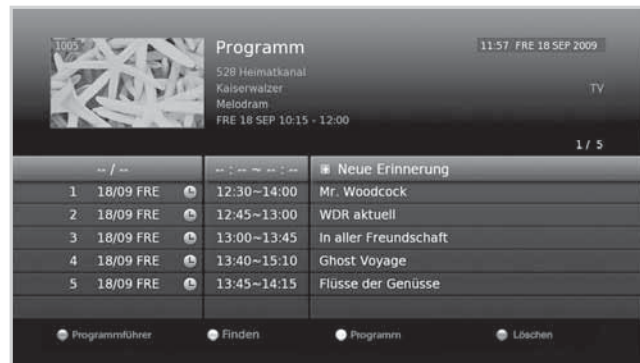 1005
Programm
11:57 FRE 18 SEP 2009
528 Heimatkanal
Kaiserwalzer
TV
Melodram
FRE 18 SEP 10:15 - 12:00
1 / 5
-- / --
-- : -- ~ -- : --
Neue Erinnerung
1 18/09 FRE 12:30~14:00 Mr. Woodcock
2 18/09 FRE 12:45~13:00 WDR aktuell
3 18/09 FRE 13:00~13:45 In aller Freundschaft
4 18/09 FRE 13:40~15:10 Ghost Voyage
5 18/09 FRE 13:45~14:15 Flüsse der Genüsse
Programmführer Finden Programm Löschen